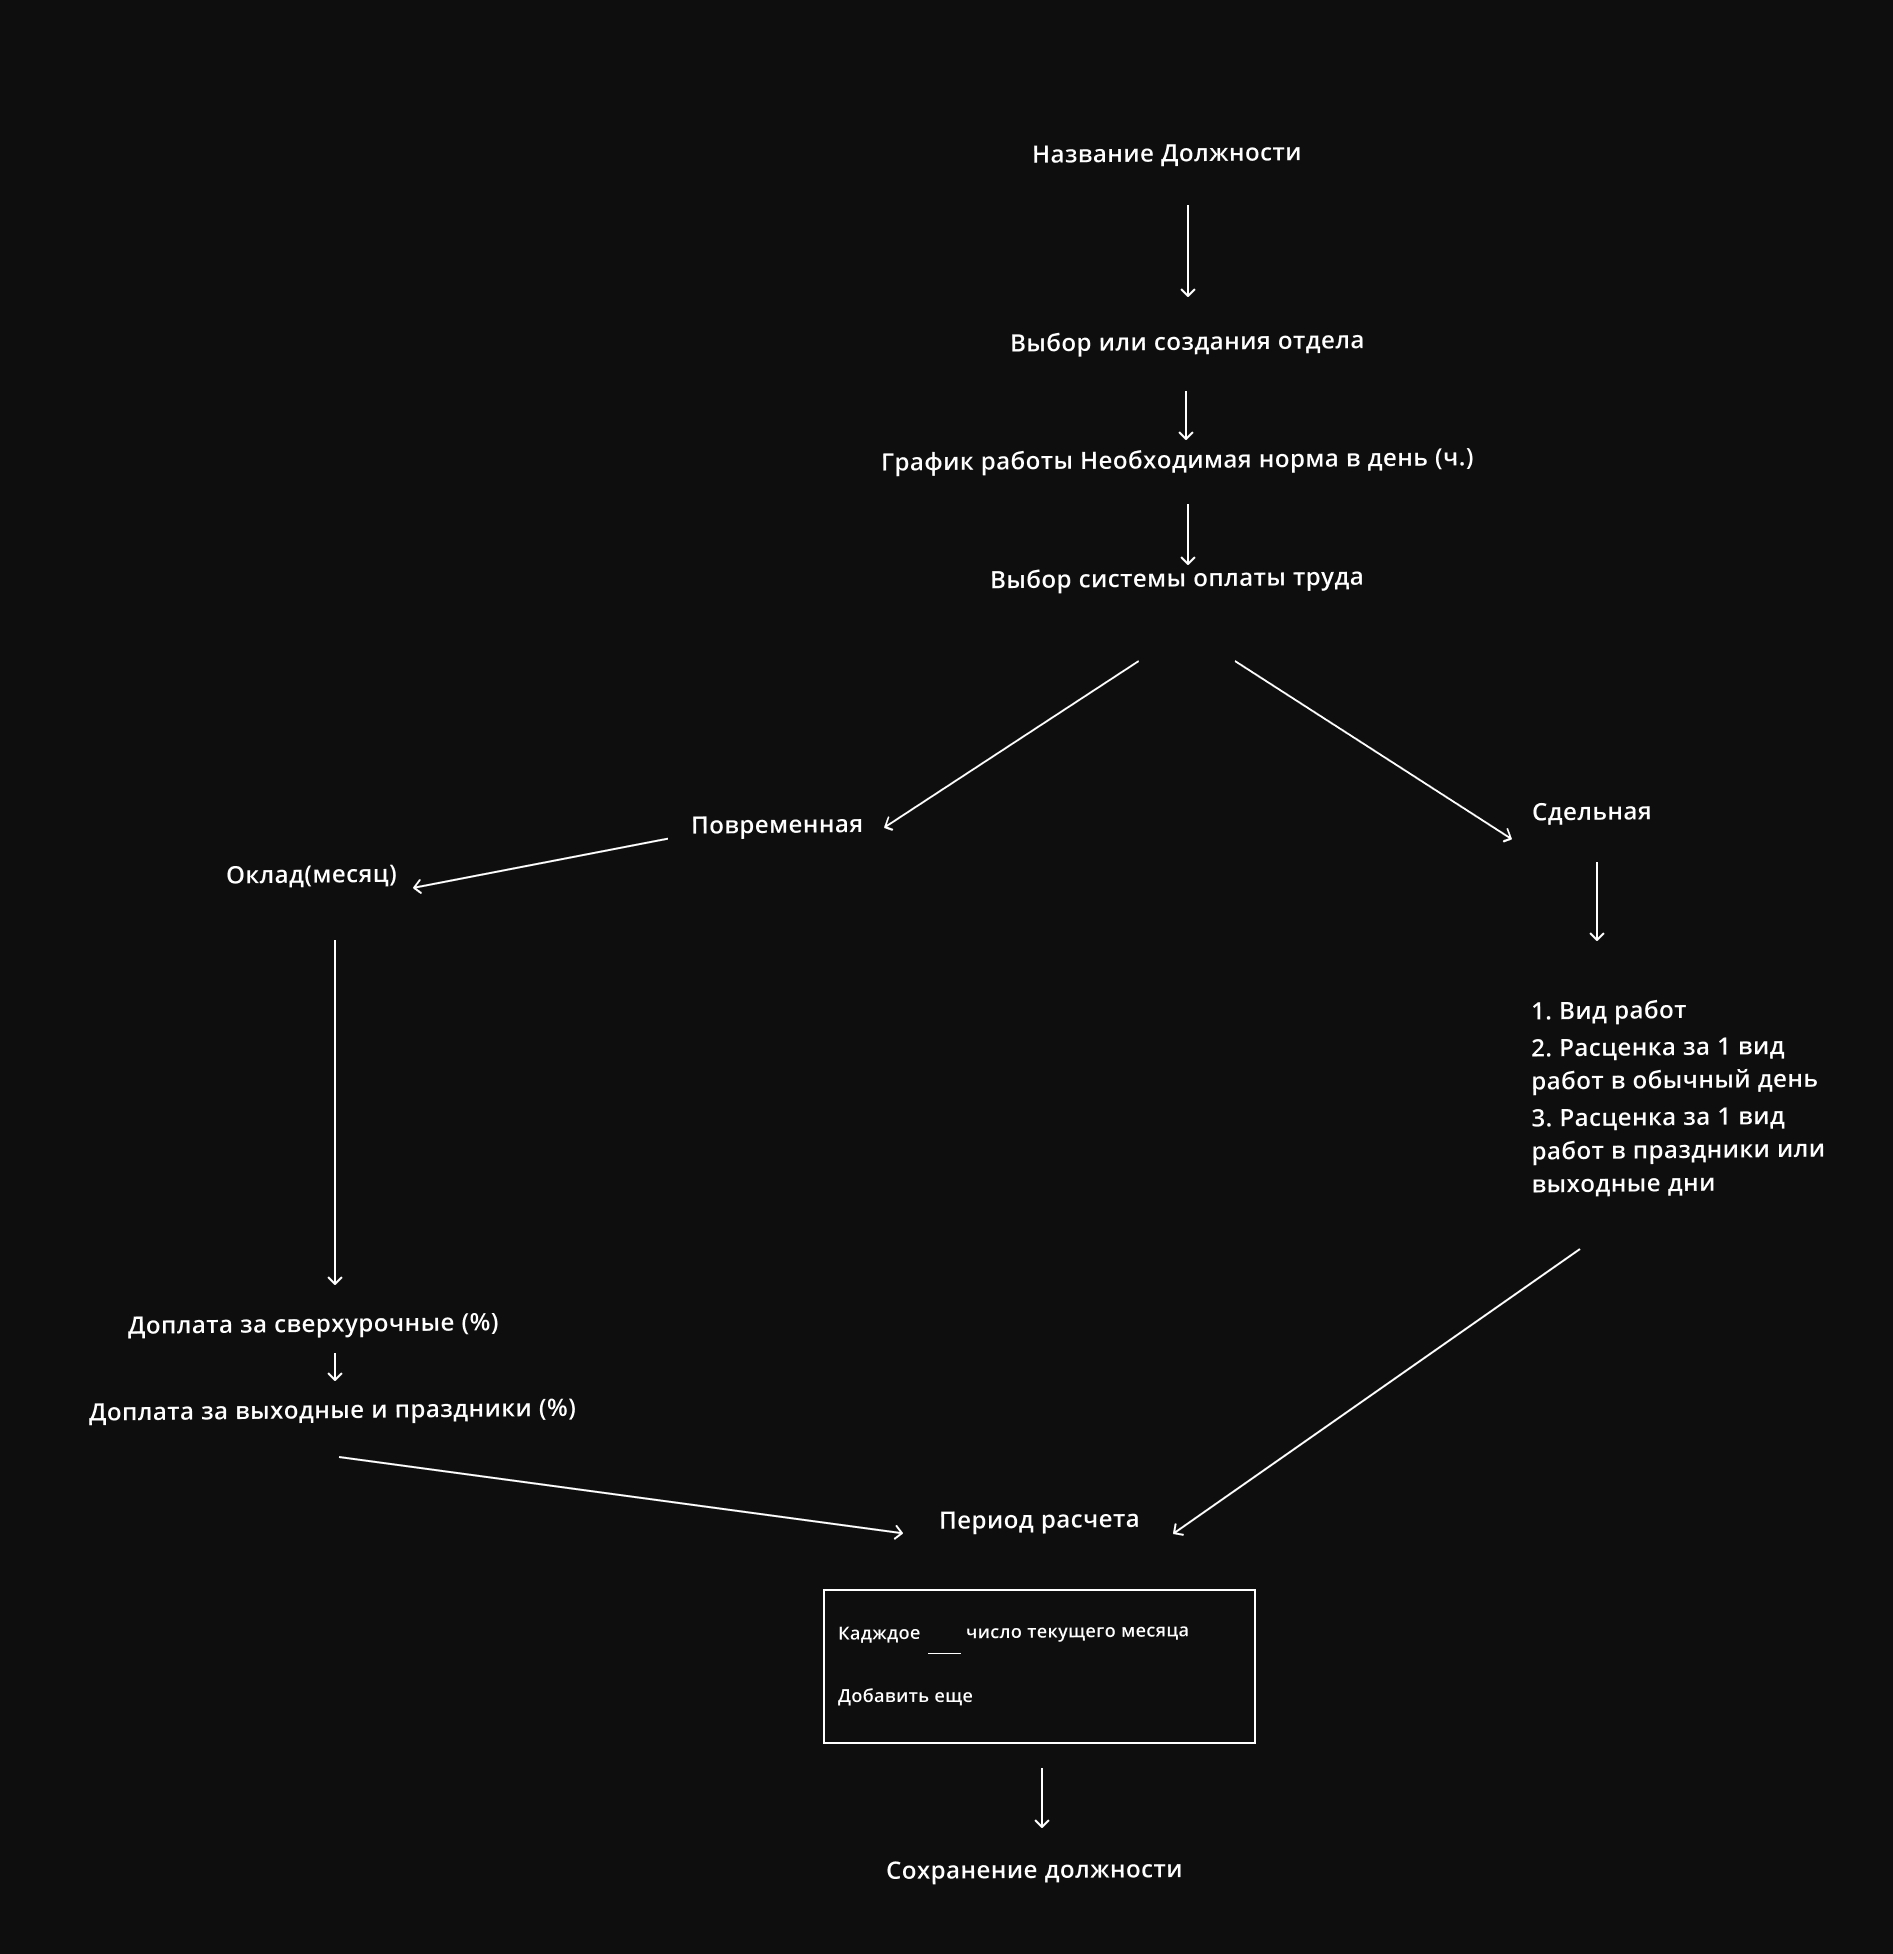 Название Должности
Выбор или создания отдела
График работы Необходимая норма в день (ч.)
Выбор системы оплаты труда
Повременная
Сдельная
Оклад(месяц)
1. Вид работ
2. Расценка за 1 вид
работ в обычный день
3. Расценка за 1 вид
работ в праздники или
выходные дни
Доплата за сверхурочные (%)
Доплата за выходные и праздники (%)
Период расчета
Кадждое ___ число текущего месяца
Добавить еще
Сохранение должности